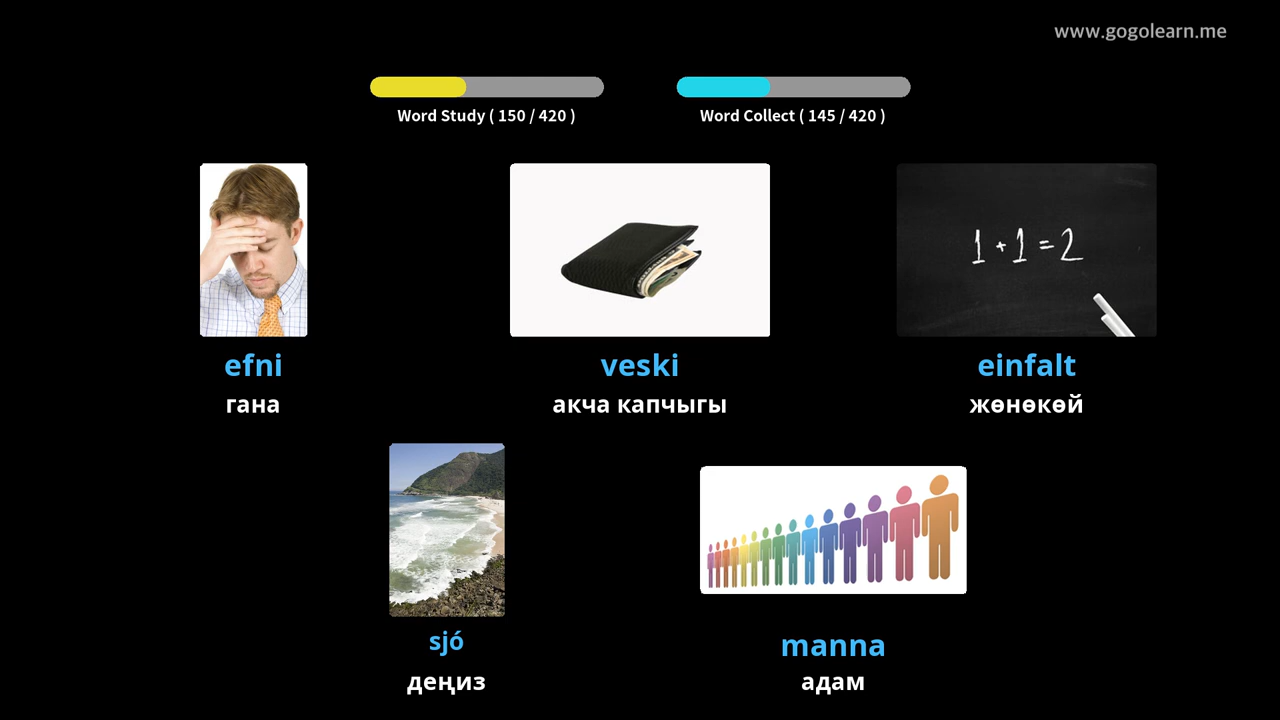 www.gogolearn.me
Word Study ( 150 / 420 )
Word Collect ( 145 / 420 )
1 + 1 = 2
efni
гана
veski
акча капчыгы
einfalt
жөнөкөй
sjó
деңиз
manna
адам